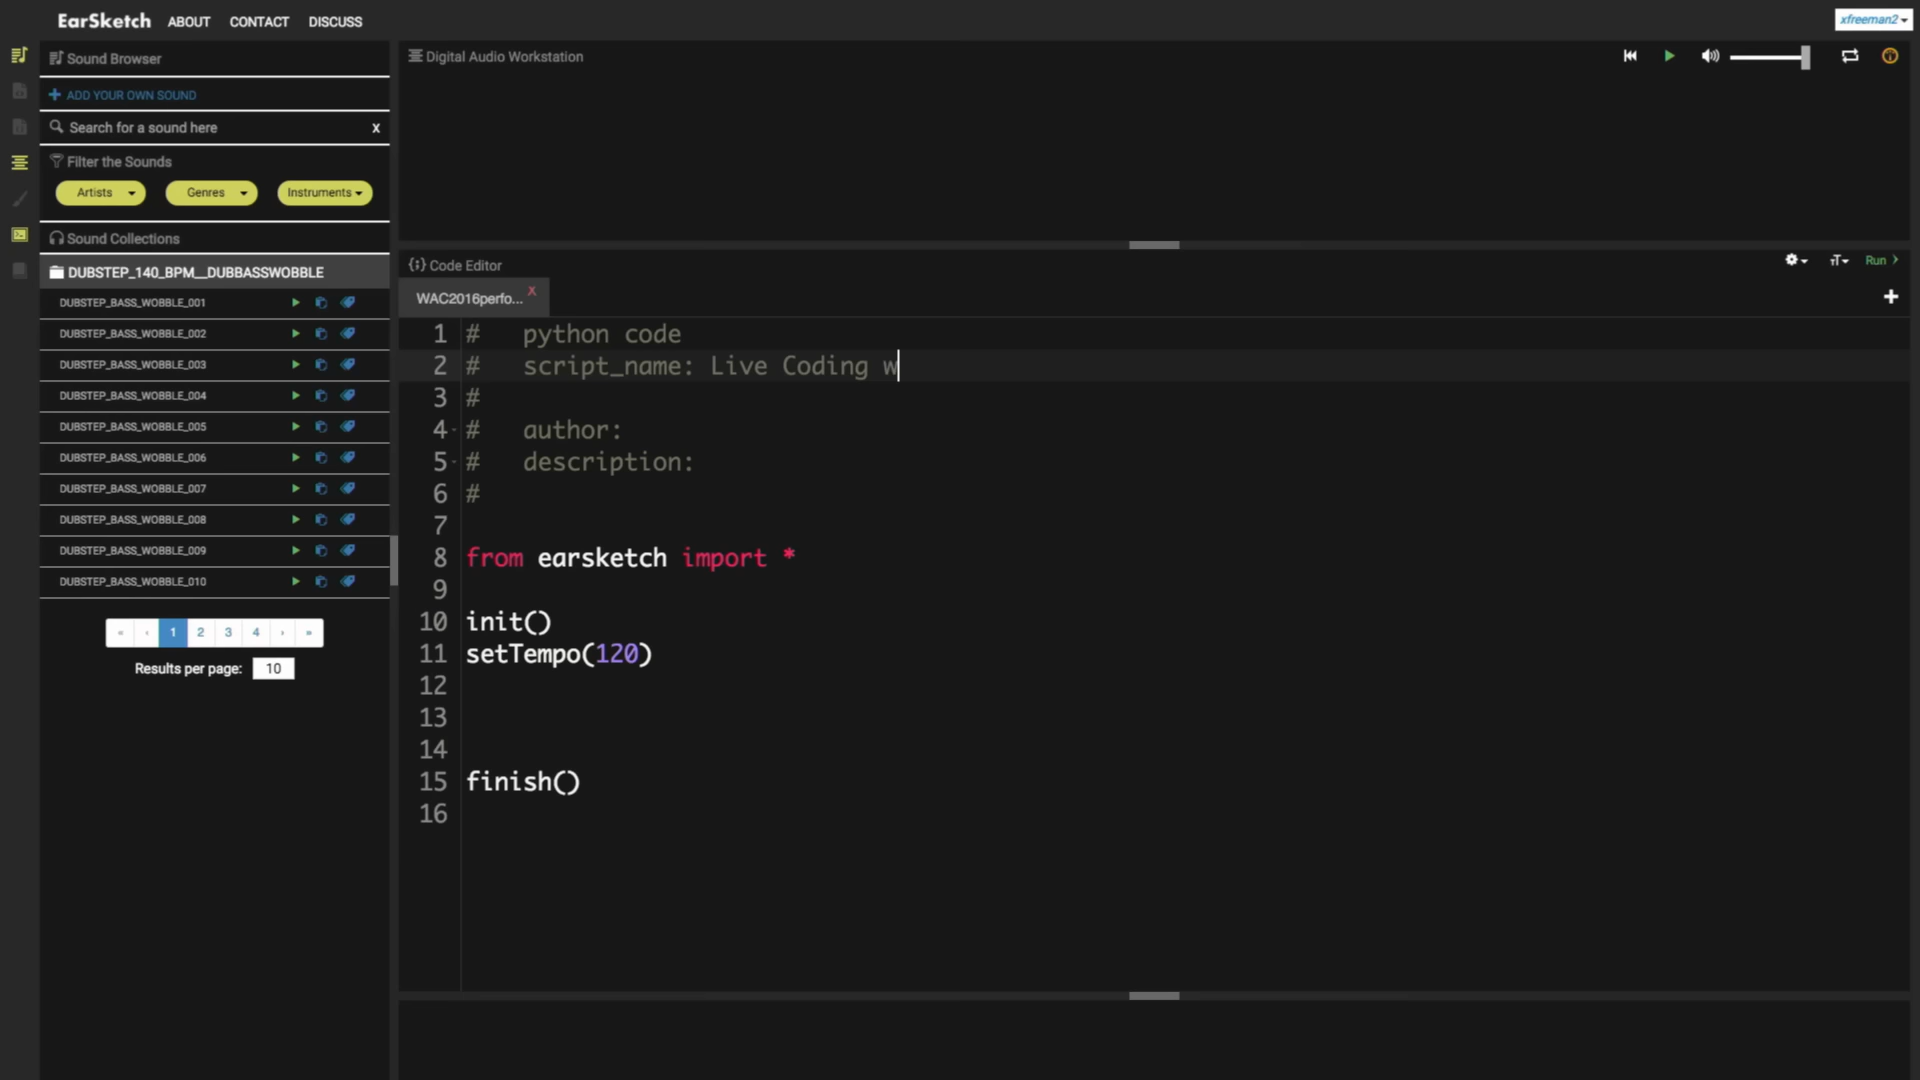 EarSketch ABOUT CONTACT DISCUSS
xfreeman2
Sound Browser
ADD YOUR OWN SOUND
Search for a sound here x
Filter the Sounds
Artists Genres Instruments
Sound Collections
DUBSTEP_140_BPM__DUBBASSWOBBLE
DUBSTEP_BASS_WOBBLE_001
DUBSTEP_BASS_WOBBLE_002
DUBSTEP_BASS_WOBBLE_003
DUBSTEP_BASS_WOBBLE_004
DUBSTEP_BASS_WOBBLE_005
DUBSTEP_BASS_WOBBLE_006
DUBSTEP_BASS_WOBBLE_007
DUBSTEP_BASS_WOBBLE_008
DUBSTEP_BASS_WOBBLE_009
DUBSTEP_BASS_WOBBLE_010
« ‹ 1 2 3 4 › »
Results per page: 10
Digital Audio Workstation
{;} Code Editor
Run
WAC2016perfo... x
1 # python code
2 # script_name: Live Coding w
3 #
4 # author:
5 # description:
6 #
7
8 from earsketch import *
9
10 init()
11 setTempo(120)
12
13
14
15 finish()
16